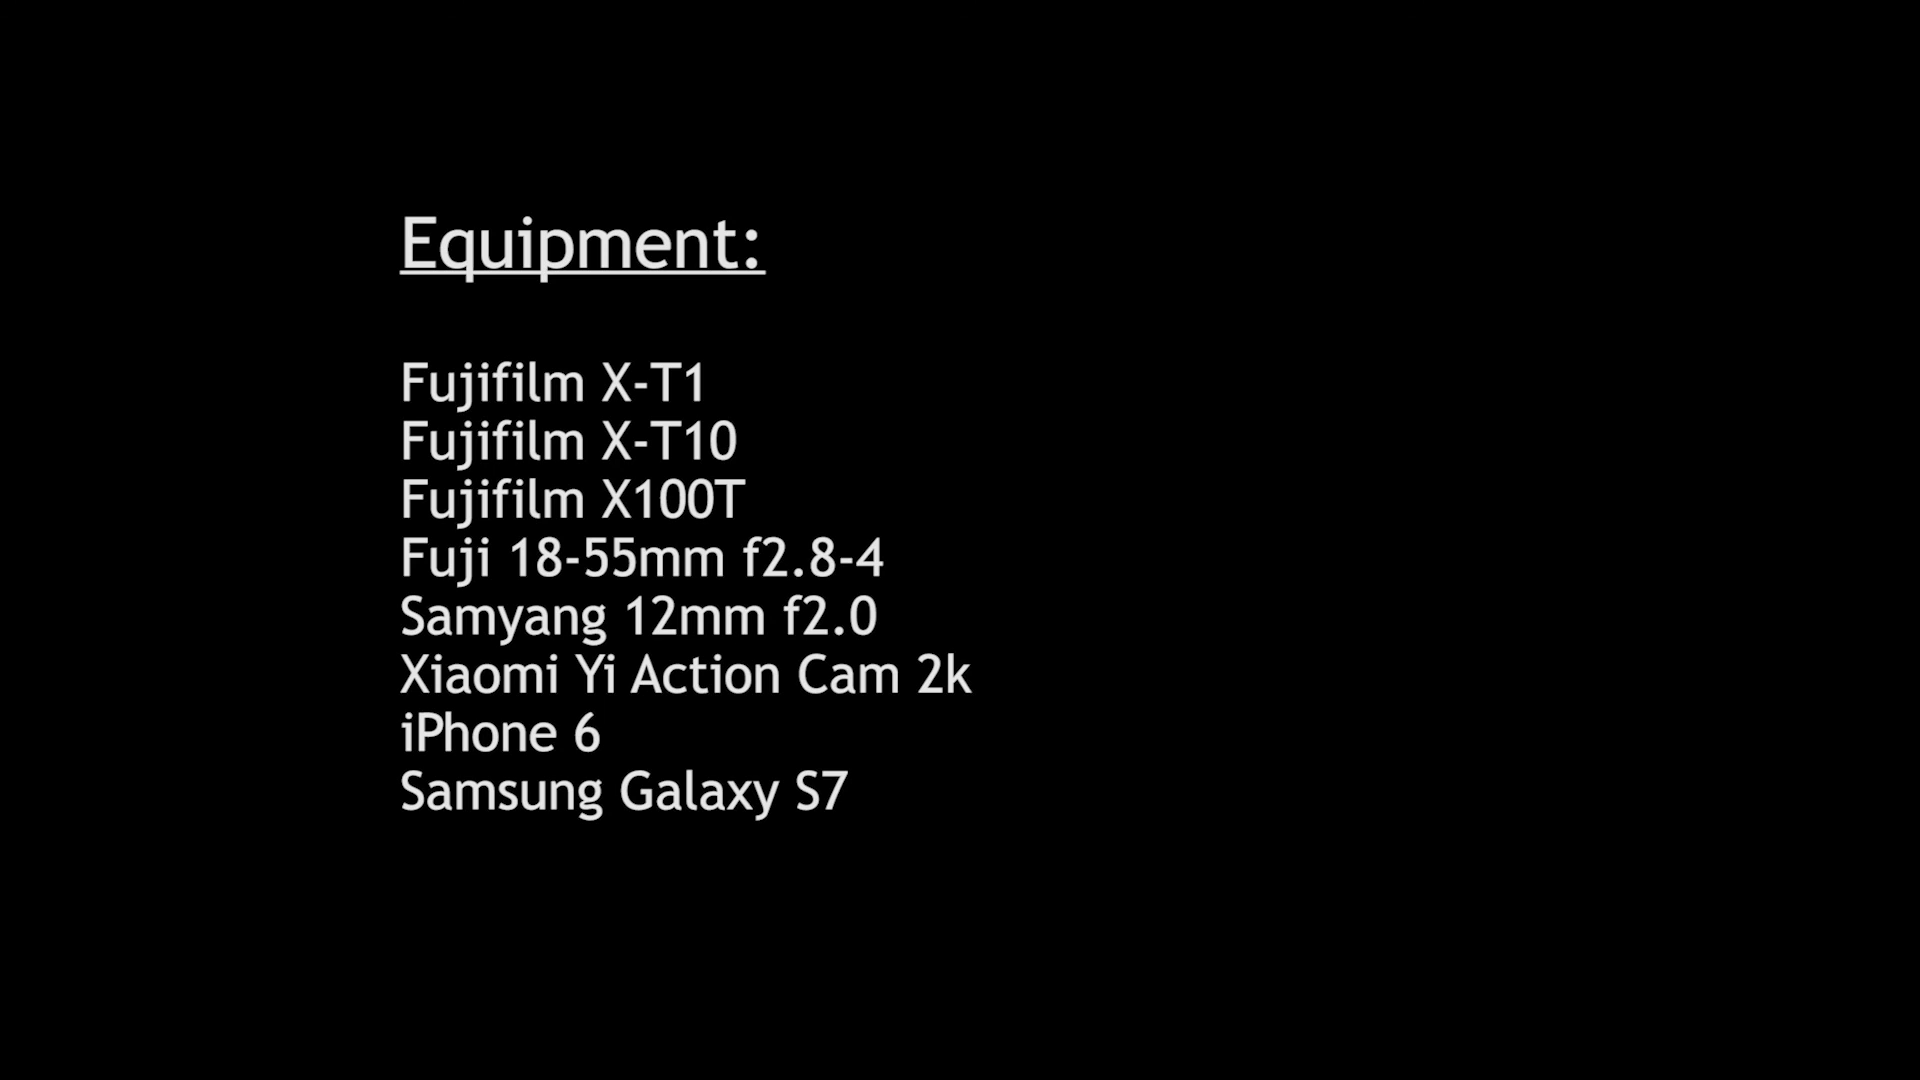 Equipment:
Fujifilm X-T1
Fujifilm X-T10
Fujifilm X100T
Fuji 18-55mm f2.8-4
Samyang 12mm f2.0
Xiaomi Yi Action Cam 2k
iPhone 6
Samsung Galaxy S7